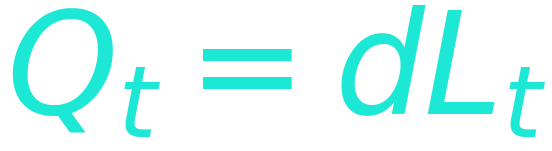 Qₜ = dLₜ